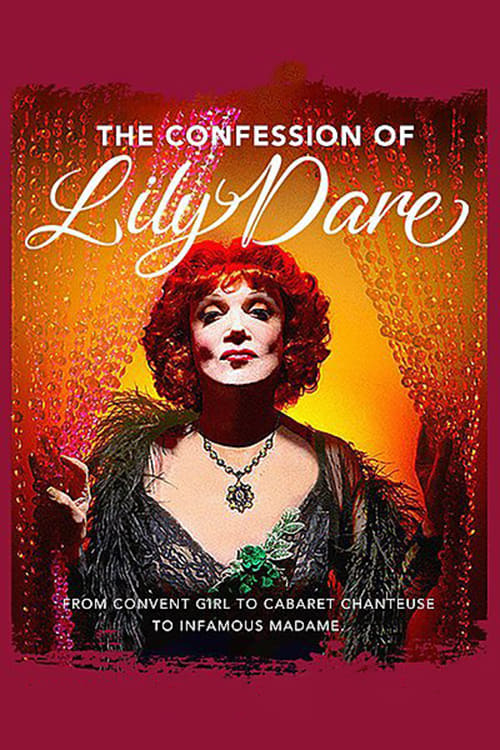 THE CONFESSION OF
Lily Dare
FROM CONVENT GIRL TO CABARET CHANTEUSE
TO INFAMOUS MADAME.